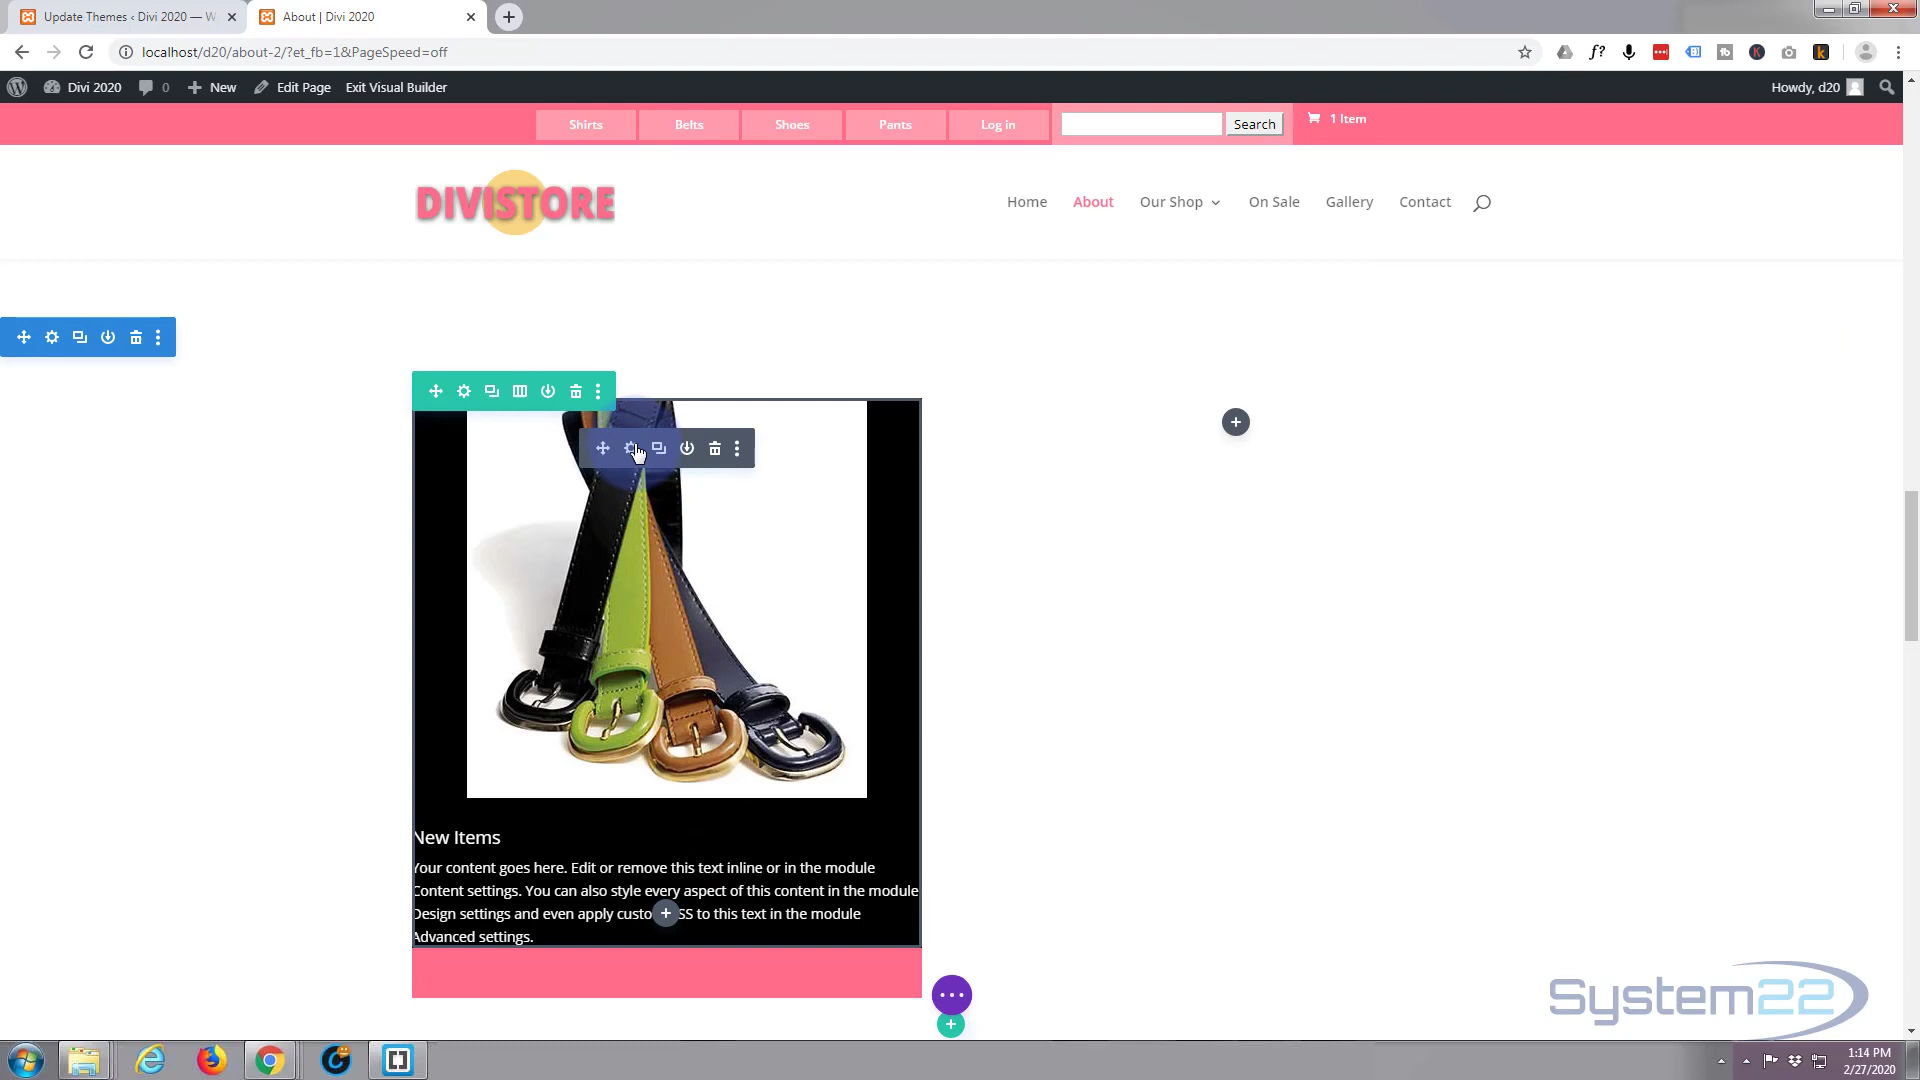 Update Themes ‹ Divi 2020 — W
About | Divi 2020
localhost/d20/about-2/?et_fb=1&PageSpeed=off
Divi 2020
0
New
Edit Page
Exit Visual Builder
Howdy, d20
Shirts
Belts
Shoes
Pants
Log in
Search
1 Item
DIVISTORE
Home
About
Our Shop
On Sale
Gallery
Contact
New Items
Your content goes here. Edit or remove this text inline or in the module
Content settings. You can also style every aspect of this content in the module
Design settings and even apply custo SS to this text in the module
Advanced settings.
System22
1:14 PM
2/27/2020